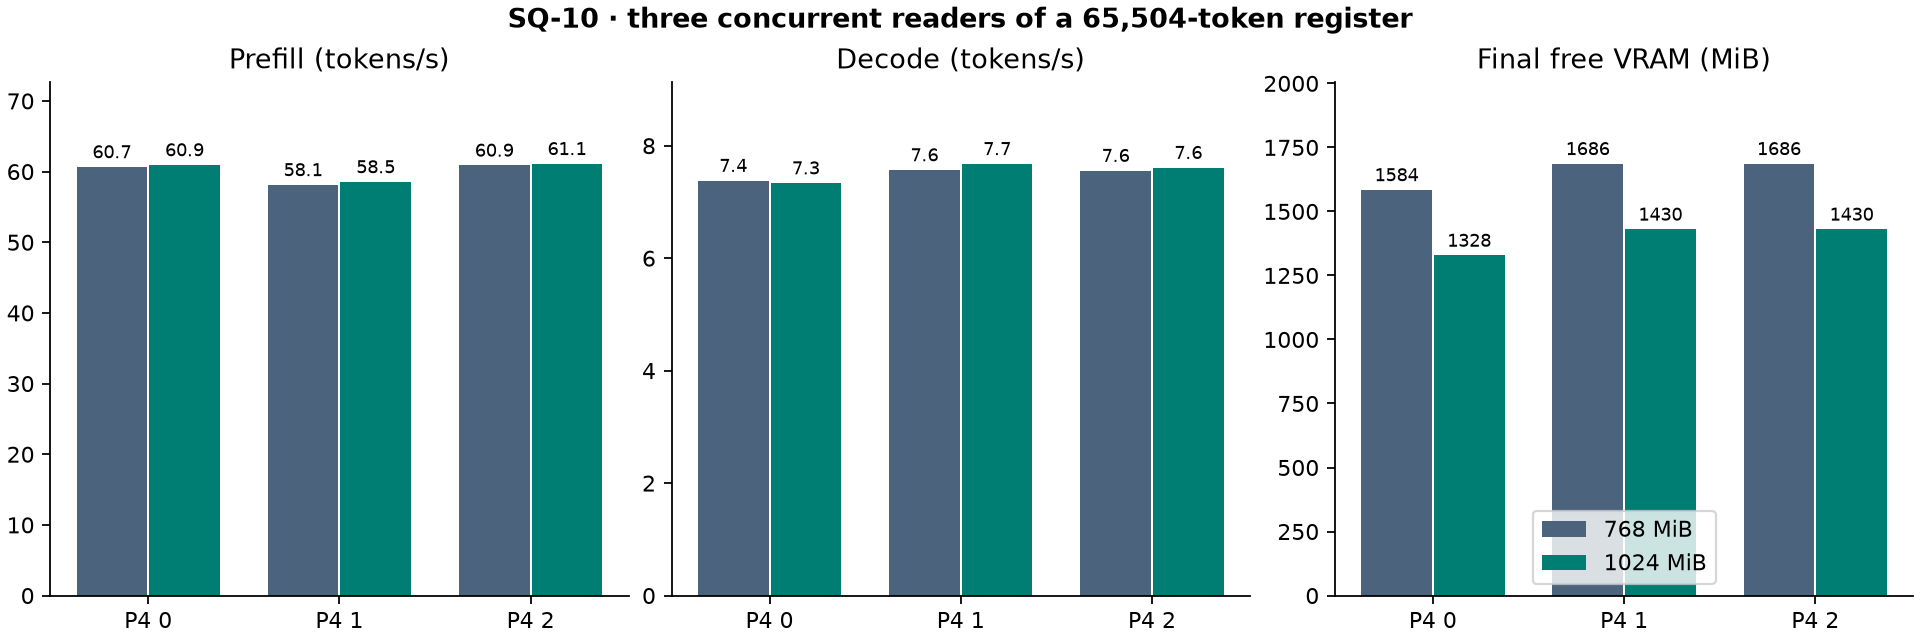 SQ-10 · three concurrent readers of a 65,504-token register
Prefill (tokens/s)
70
60
50
40
30
20
10
0
60.7
60.9
58.1
58.5
60.9
61.1
P4 0
P4 1
P4 2
Decode (tokens/s)
8
6
4
2
0
7.4
7.3
7.6
7.7
7.6
7.6
P4 0
P4 1
P4 2
Final free VRAM (MiB)
2000
1750
1500
1250
1000
750
500
250
0
1584
1328
1686
1430
1686
1430
768 MiB
1024 MiB
P4 0
P4 1
P4 2